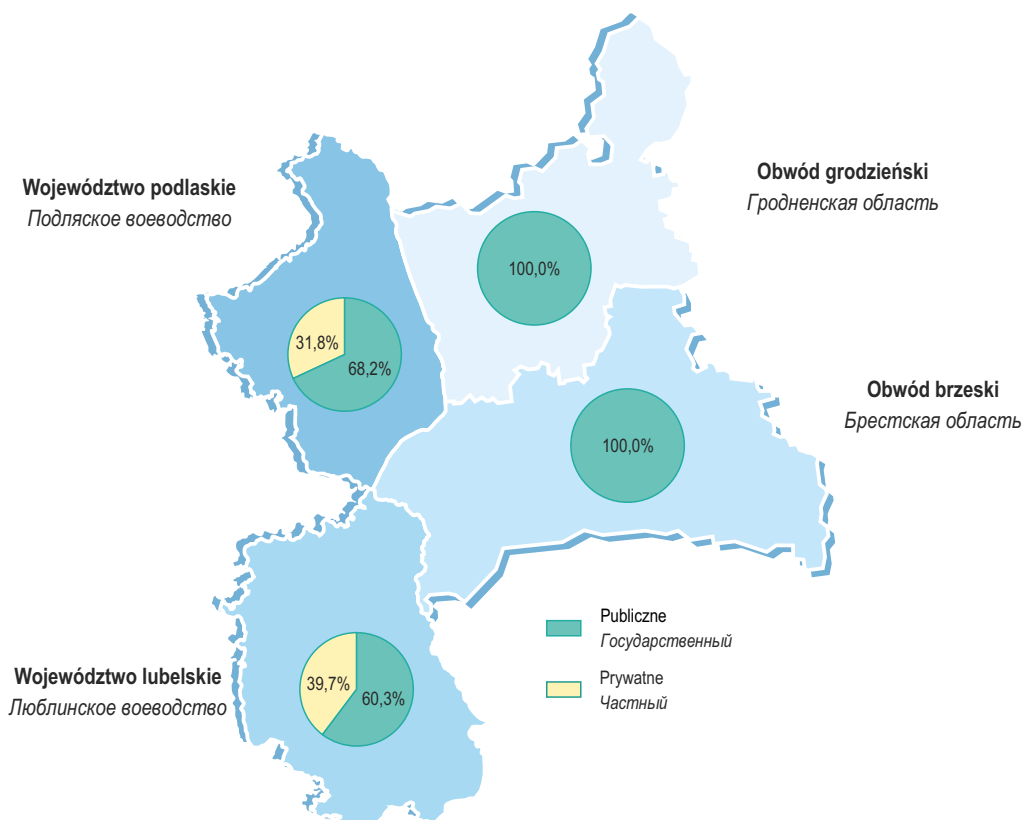 Województwo podlaskie
Подляское воеводство
Obwód grodzieński
Гродненская область
100,0%
31,8%
68,2%
Obwód brzeski
Брестская область
100,0%
Publiczne
Государственный
Prywatne
Частный
Województwo lubelskie
Люблинское воеводство
39,7%
60,3%